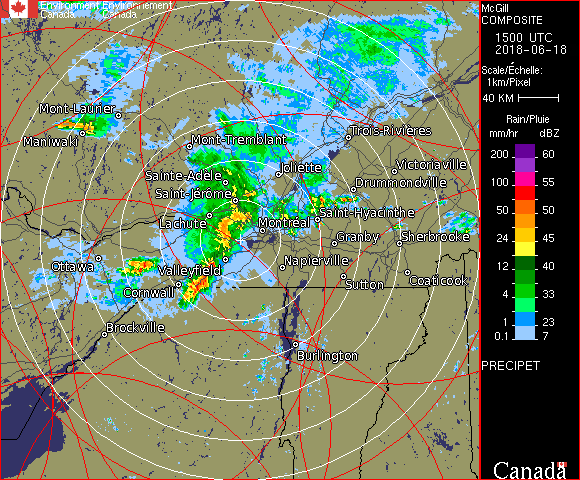 Environment Environnement
Canada Canada
Mont-Laurier
Maniwaki
Mont-Tremblant
Trois-Rivières
Joliette
Victoriaville
Sainte-Adèle
Drummondville
Saint-Jérôme
Saint-Hyacinthe
Lachute
Montréal
Granby
Sherbrooke
Ottawa
Valleyfield
Napierville
Cornwall
Sutton
Coaticook
Brockville
Burlington
McGill
COMPOSITE
1500 UTC
2018-06-18
Scale/Échelle:
1km/Pixel
40 KM
Rain/Pluie
mm/hr dBZ
200 60
100 55
50 50
24 45
12 40
4 33
1 23
0.1 7
PRECIPET
Canada